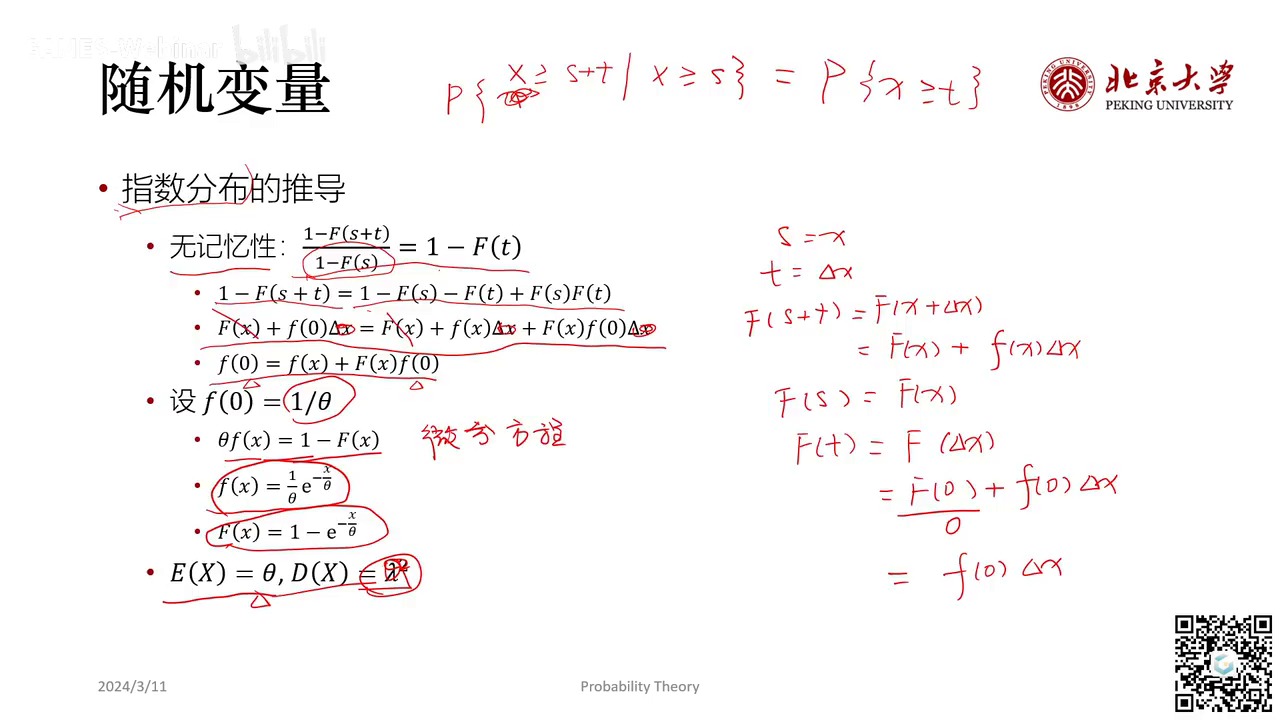 bilibili
随机变量
P{X ≥ s+t | x ≥ s} = P{x ≥ t}
北京大学
PEKING UNIVERSITY
1898
• 指数分布的推导
• 无记忆性： (1−F(s+t))/(1−F(s)) = 1 − F(t)
• 1 − F(s + t) = 1 − F(s) − F(t) + F(s)F(t)
• F(x) + f(0)Δx = F(x) + f(x)Δx + F(x)f(0)Δx
• f(0) = f(x) + F(x)f(0)
• 设 f(0) = 1/θ
• θf(x) = 1 − F(x)
微分方程
• f(x) = 1/θ e^(−x/θ)
• F(x) = 1 − e^(−x/θ)
• E(X) = θ, D(X) =
s = x
t = Δx
F(s+t) = F(x+Δx)
= F(x) + f(x)Δx
F(s) = F(x)
F(t) = F(Δx)
= F(0) + f(0)Δx
0
= f(0)Δx
2024/3/11
Probability Theory